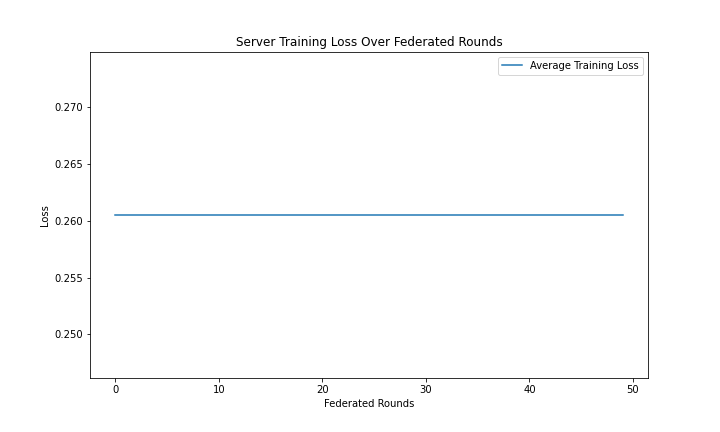 Server Training Loss Over Federated Rounds
Average Training Loss
0.270
0.265
0.260
0.255
0.250
Loss
0 10 20 30 40 50
Federated Rounds